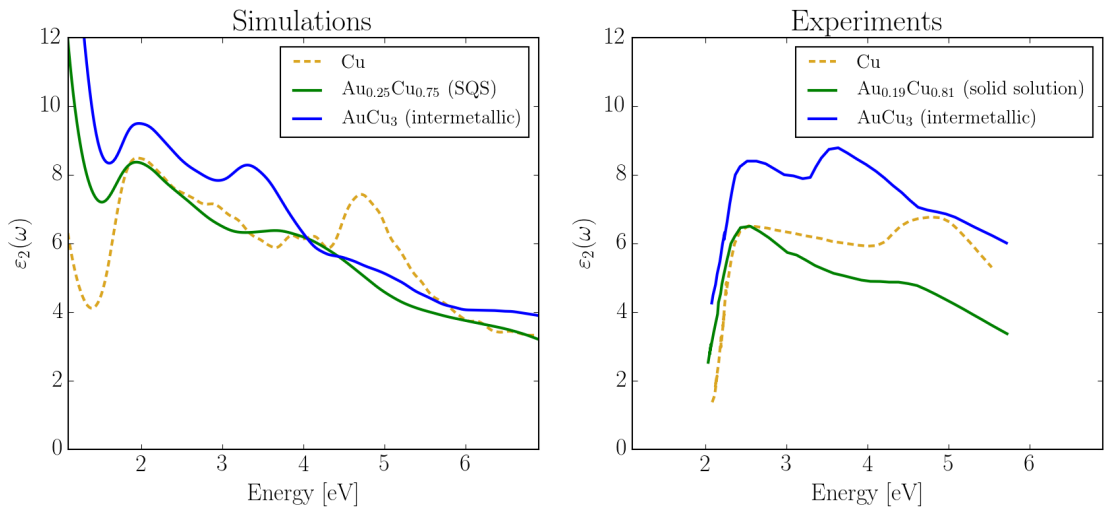 Simulations
12
10
8
6
4
2
0
ε₂(ω)
Cu
Au₀.₂₅Cu₀.₇₅ (SQS)
AuCu₃ (intermetallic)
2 3 4 5 6
Energy [eV]
Experiments
12
10
8
6
4
2
0
ε₂(ω)
Cu
Au₀.₁₉Cu₀.₈₁ (solid solution)
AuCu₃ (intermetallic)
2 3 4 5 6
Energy [eV]